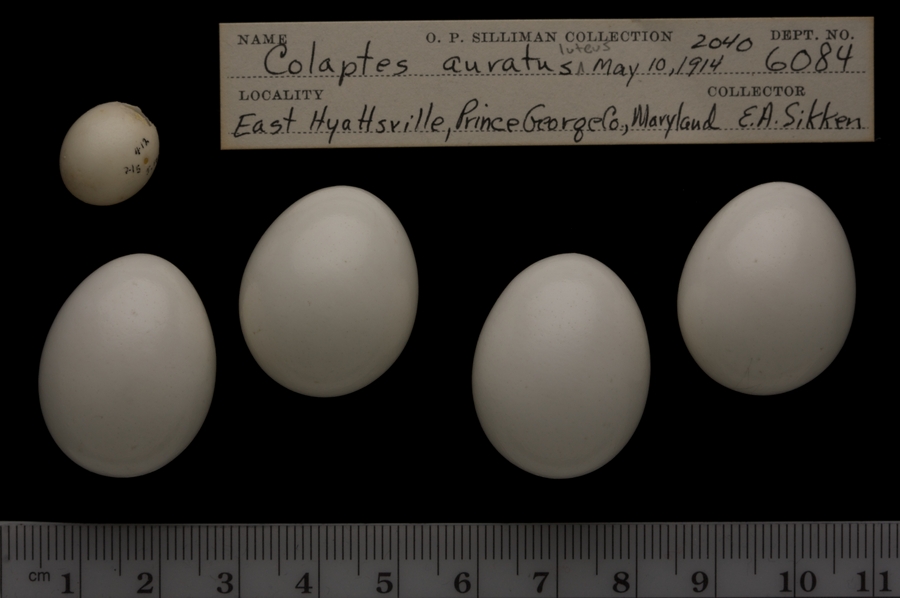 NAME O. P. SILLIMAN COLLECTION 2040 DEPT. NO.
Colaptes auratus luteus May 10, 1914 6084
LOCALITY COLLECTOR
East Hyattsville, Prince George Co., Maryland E.A. Sikken
cm 1 2 3 4 5 6 7 8 9 10 11